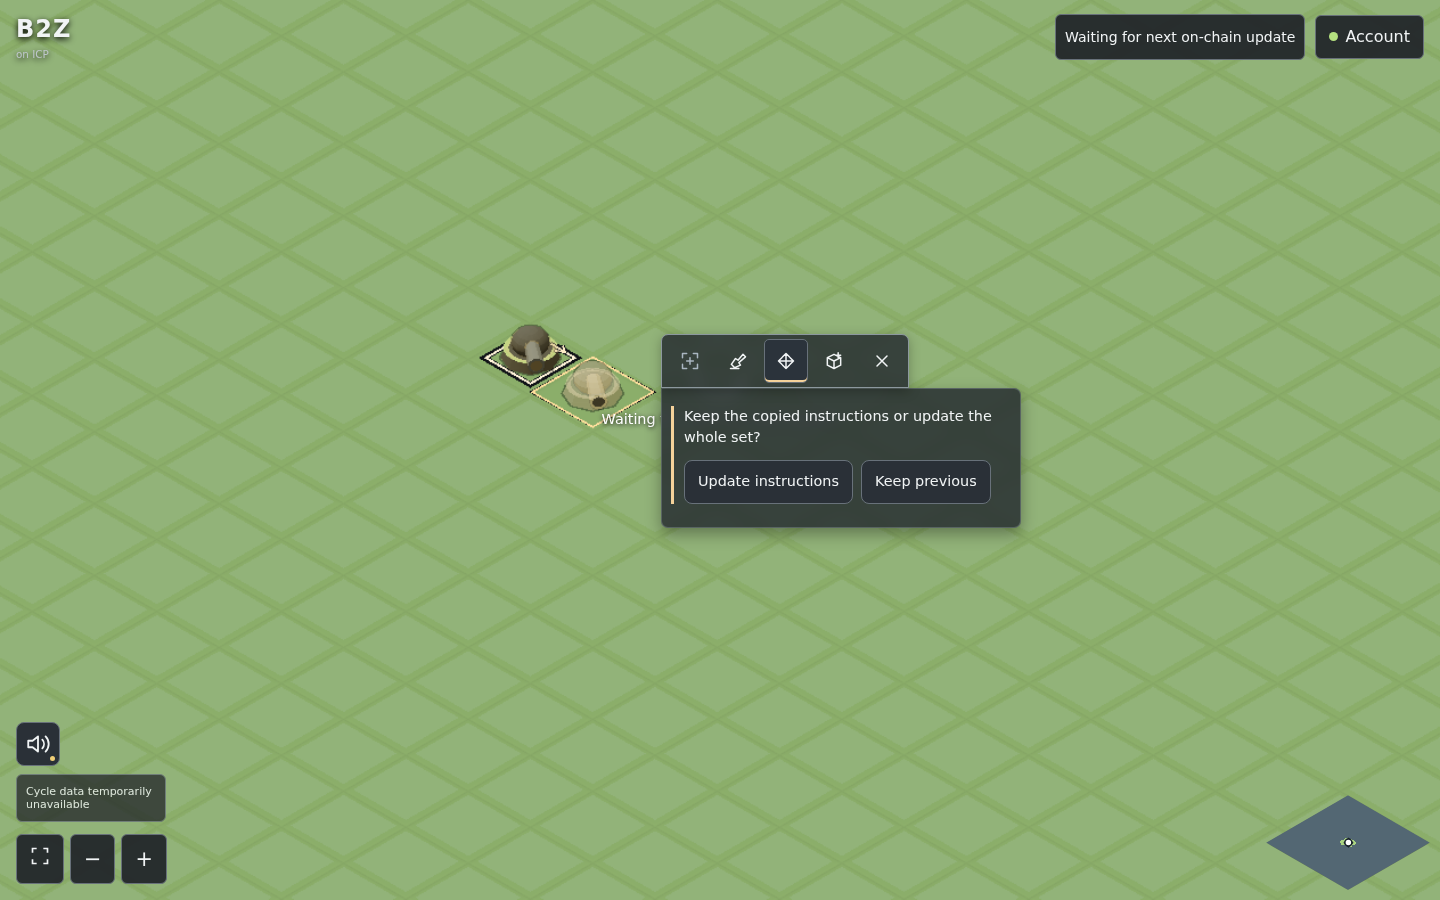 B2Z
on ICP
Waiting for next on-chain update
Account
Waiting
Keep the copied instructions or update the
whole set?
Update instructions
Keep previous
Cycle data temporarily
unavailable